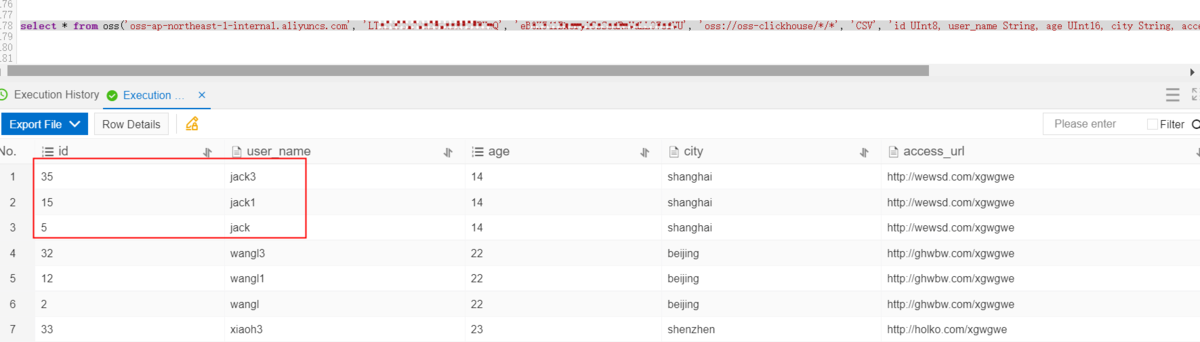 176
177
178 select * from oss('oss-ap-northeast-1-internal.aliyuncs.com', 'LT Q', 'eB U', 'oss://oss-clickhouse/*/*', 'CSV', 'id UInt8, user_name String, age UInt16, city String, acce
179
180
181
Execution History Execution ... ×
Export File Row Details Please enter Filter
No. id user_name age city access_url
1 35 jack3 14 shanghai http://wewsd.com/xgwgwe
2 15 jack1 14 shanghai http://wewsd.com/xgwgwe
3 5 jack 14 shanghai http://wewsd.com/xgwgwe
4 32 wangl3 22 beijing http://ghwbw.com/xgwgwe
5 12 wangl1 22 beijing http://ghwbw.com/xgwgwe
6 2 wangl 22 beijing http://ghwbw.com/xgwgwe
7 33 xiaoh3 23 shenzhen http://holko.com/xgwgwe